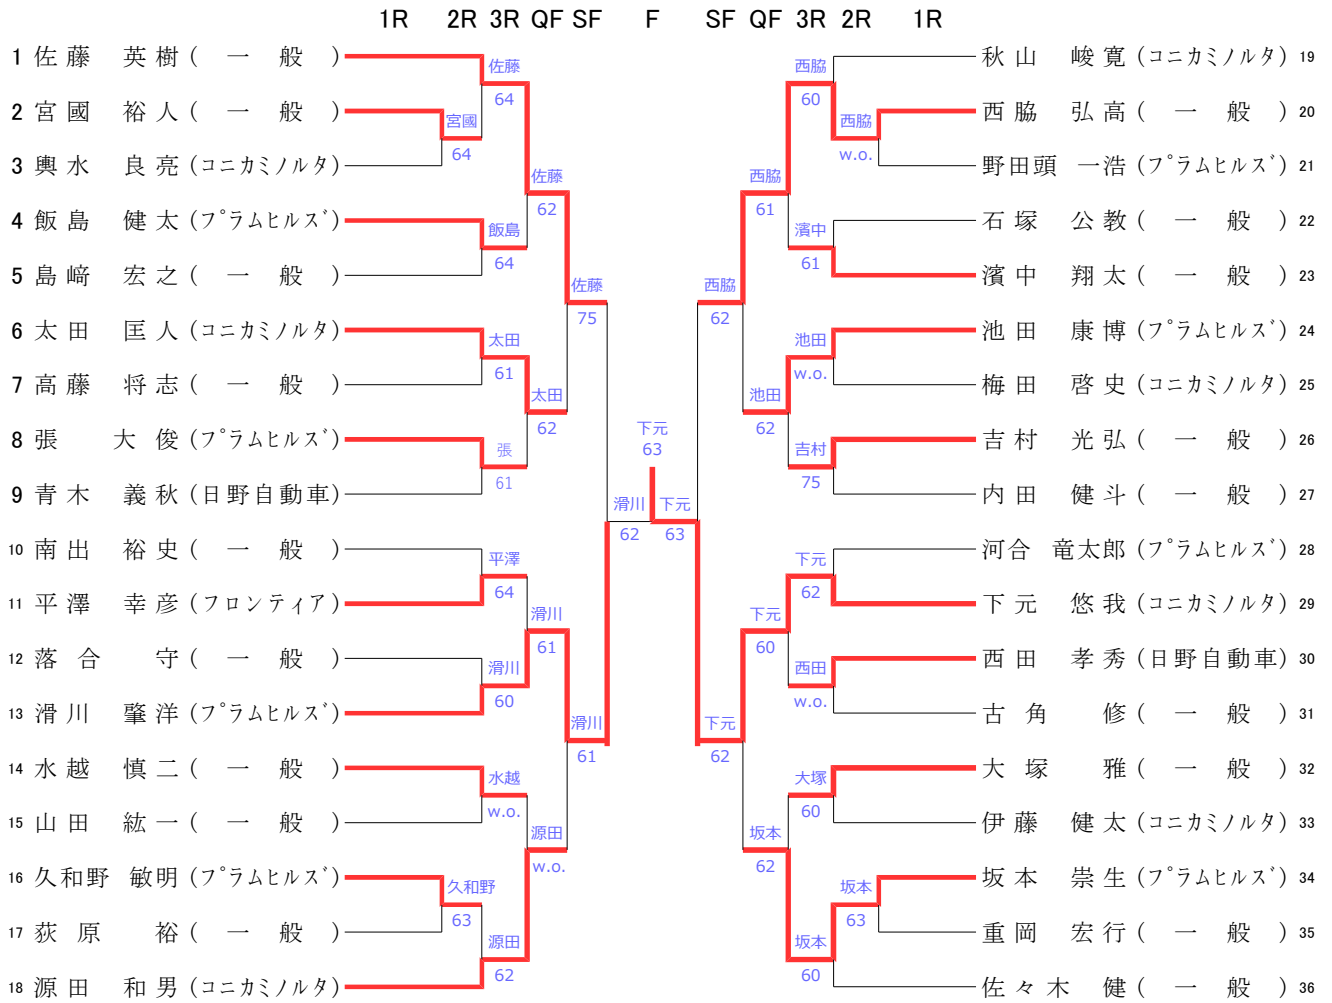 1R 2R 3R QF SF F SF QF 3R 2R 1R
1 佐藤 英樹 ( 一般 )
2 宮國 裕人 ( 一般 )
3 輿水 良亮 (コニカミノルタ)
4 飯島 健太 (プラムヒルズ)
5 島﨑 宏之 ( 一般 )
6 太田 匡人 (コニカミノルタ)
7 高藤 将志 ( 一般 )
8 張 大俊 (プラムヒルズ)
9 青木 義秋 (日野自動車)
10 南出 裕史 ( 一般 )
11 平澤 幸彦 (フロンティア)
12 落合 守 ( 一般 )
13 滑川 肇洋 (プラムヒルズ)
14 水越 慎二 ( 一般 )
15 山田 紘一 ( 一般 )
16 久和野 敏明 (プラムヒルズ)
17 荻原 裕 ( 一般 )
18 源田 和男 (コニカミノルタ)
宮國
64
久和野
63
佐藤
64
飯島
64
太田
61
張
61
平澤
64
滑川
60
水越
w.o.
源田
62
佐藤
62
太田
62
滑川
61
源田
w.o.
佐藤
75
滑川
61
滑川
62
下元
63
下元
63
西脇
62
下元
62
西脇
61
池田
62
下元
60
坂本
62
西脇
60
濱中
61
池田
w.o.
吉村
75
下元
62
西田
w.o.
大塚
60
坂本
60
西脇
w.o.
坂本
63
秋山 峻寛 (コニカミノルタ) 19
西脇 弘高 ( 一般 ) 20
野田頭 一浩 (プラムヒルズ) 21
石塚 公教 ( 一般 ) 22
濱中 翔太 ( 一般 ) 23
池田 康博 (プラムヒルズ) 24
梅田 啓史 (コニカミノルタ) 25
吉村 光弘 ( 一般 ) 26
内田 健斗 ( 一般 ) 27
河合 竜太郎 (プラムヒルズ) 28
下元 悠我 (コニカミノルタ) 29
西田 孝秀 (日野自動車) 30
古角 修 ( 一般 ) 31
大塚 雅 ( 一般 ) 32
伊藤 健太 (コニカミノルタ) 33
坂本 崇生 (プラムヒルズ) 34
重岡 宏行 ( 一般 ) 35
佐々木 健 ( 一般 ) 36